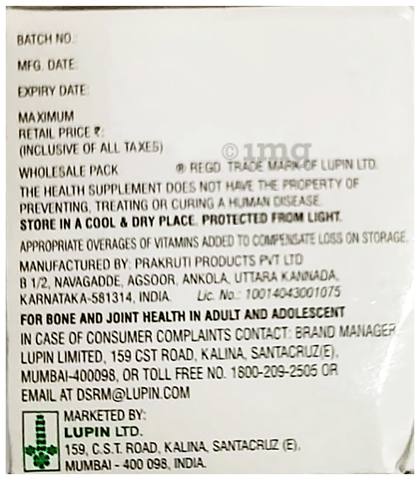 BATCH NO.:
MFG. DATE:
EXPIRY DATE:
MAXIMUM
RETAIL PRICE ₹:
(INCLUSIVE OF ALL TAXES)
© 1mg
WHOLESALE PACK ® REGD. TRADE MARK OF LUPIN LTD.
THE HEALTH SUPPLEMENT DOES NOT HAVE THE PROPERTY OF
PREVENTING, TREATING OR CURING A HUMAN DISEASE.
STORE IN A COOL & DRY PLACE, PROTECTED FROM LIGHT.
APPROPRIATE OVERAGES OF VITAMINS ADDED TO COMPENSATE LOSS ON STORAGE.
MANUFACTURED BY: PRAKRUTI PRODUCTS PVT LTD
B 1/2, NAVAGADDE, AGSOOR, ANKOLA, UTTARA KANNADA,
KARNATAKA-581314, INDIA. Lic. No.: 10014043001075
FOR BONE AND JOINT HEALTH IN ADULT AND ADOLESCENT
IN CASE OF CONSUMER COMPLAINTS CONTACT: BRAND MANAGER
LUPIN LIMITED, 159 CST ROAD, KALINA, SANTACRUZ(E),
MUMBAI-400098, OR TOLL FREE NO. 1800-209-2505 OR
EMAIL AT DSRM@LUPIN.COM
MARKETED BY:
LUPIN LTD.
159, C.S.T. ROAD, KALINA, SANTACRUZ (E),
MUMBAI - 400 098, INDIA.